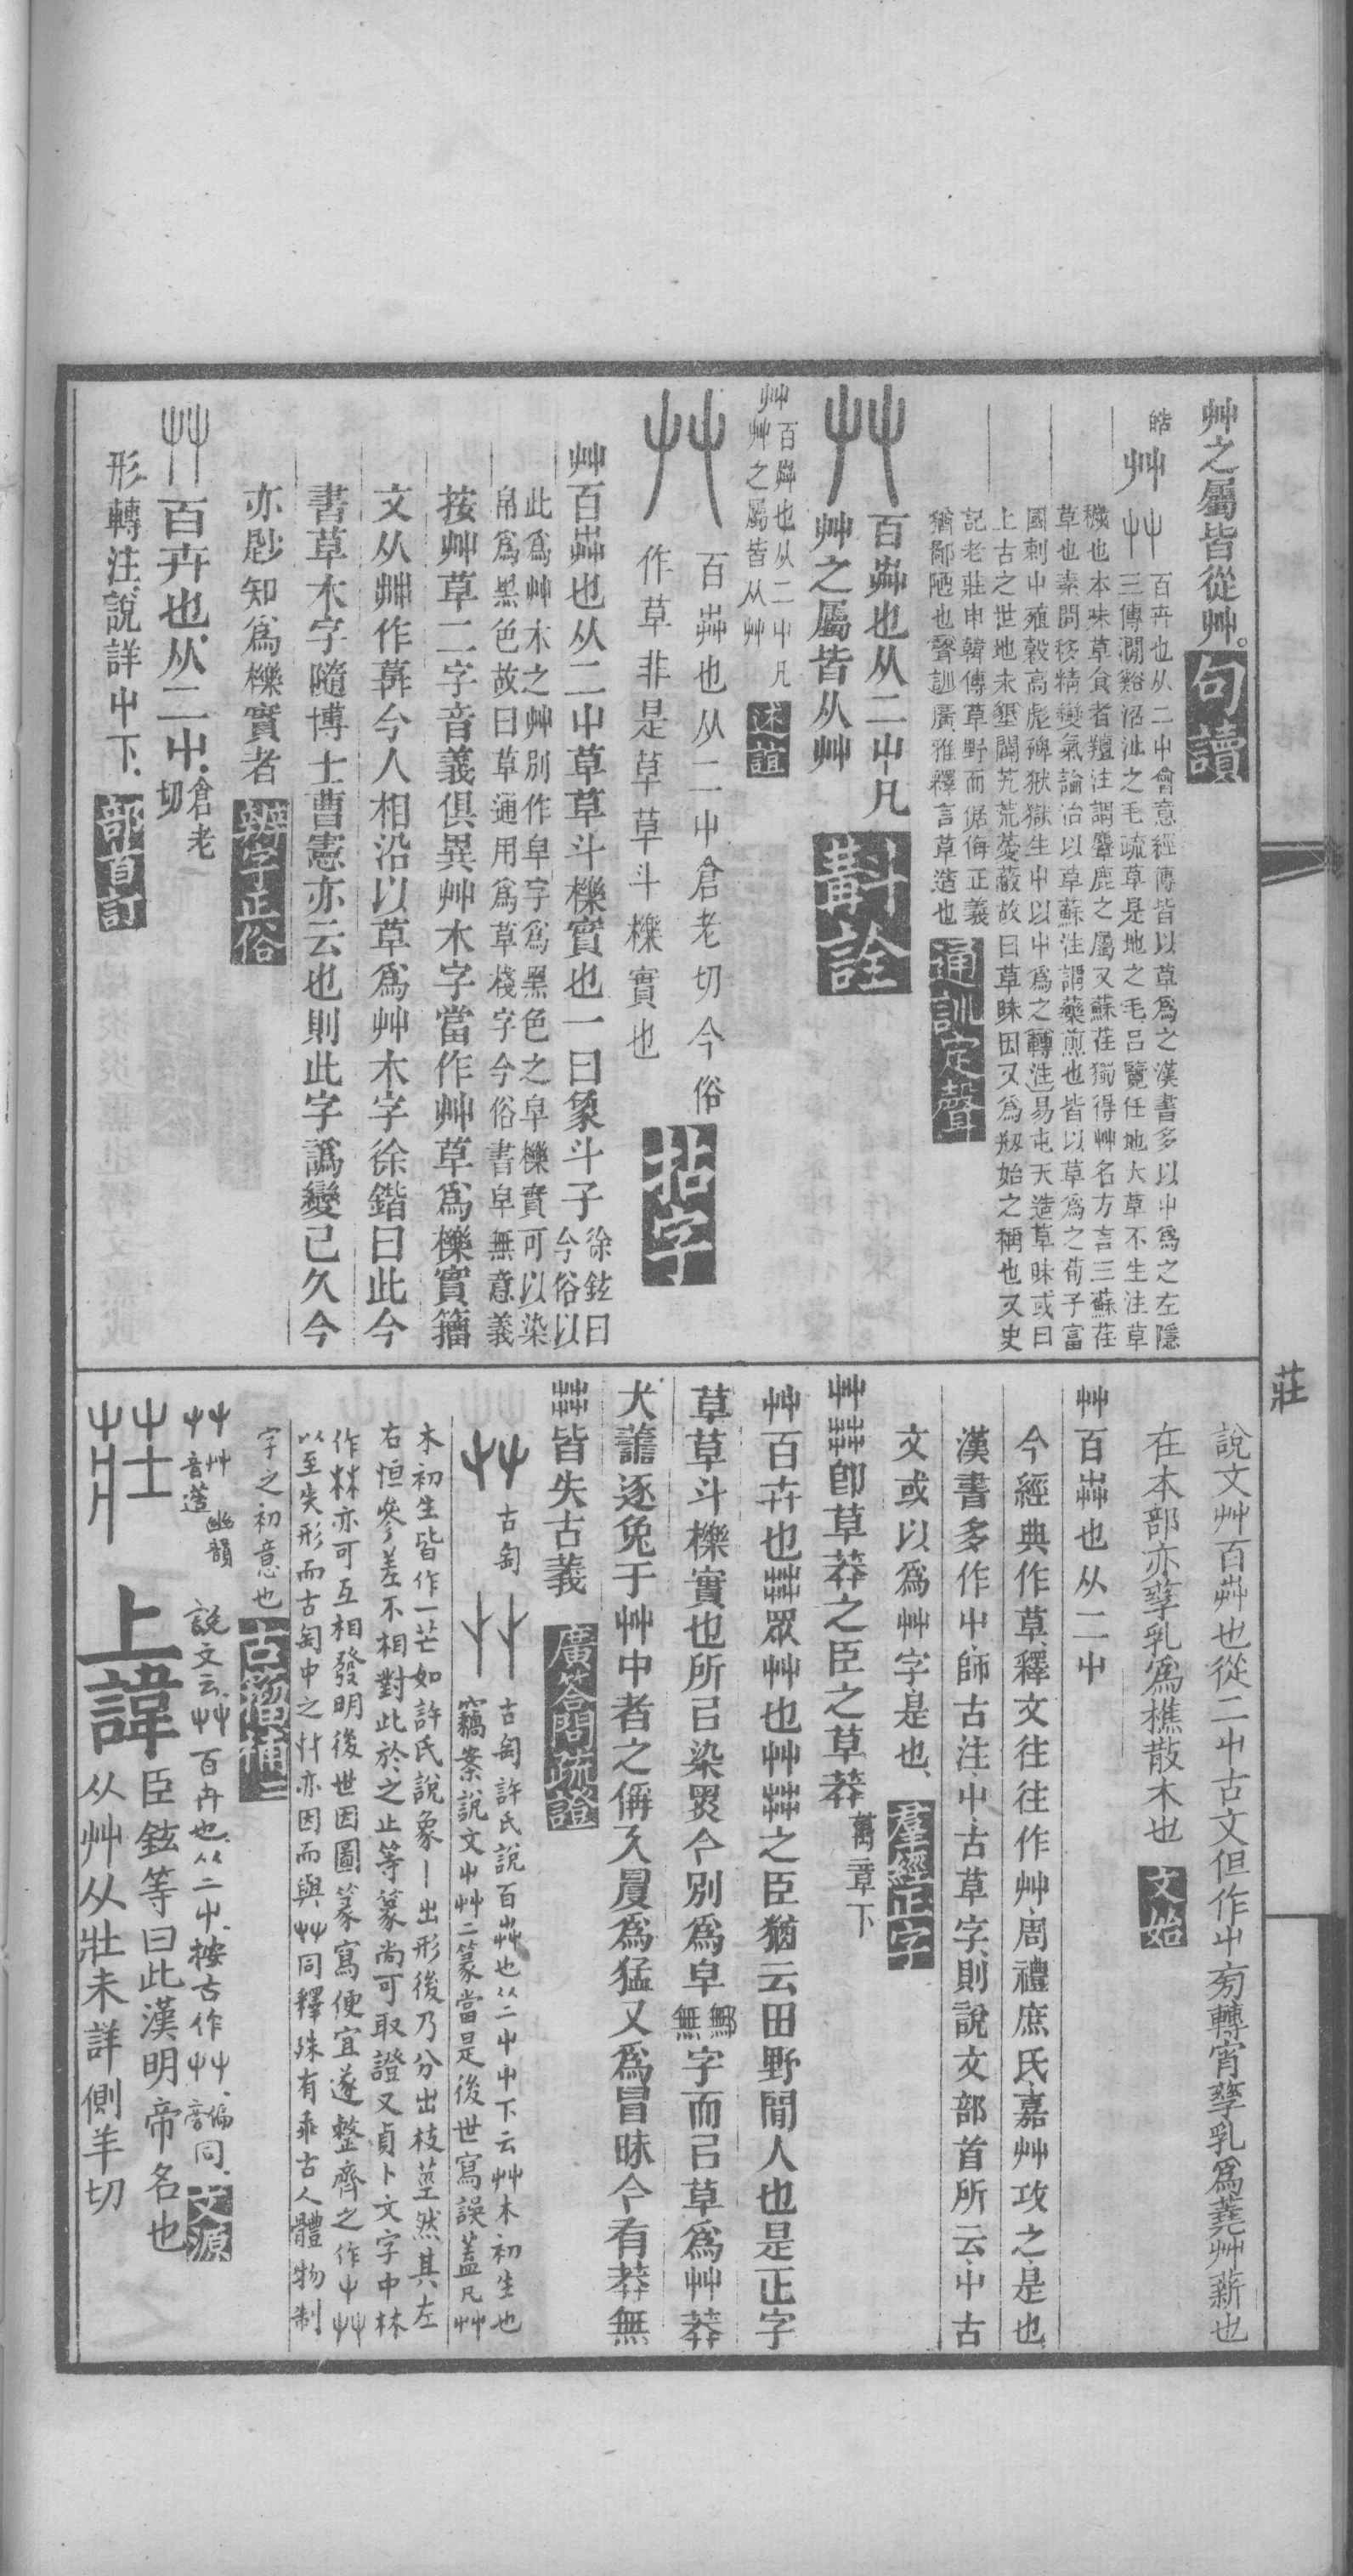 艸之屬皆從艸。句讀
皓 艸 艸 百卉也从二屮會意經傳皆以草爲之漢書多以屮爲之左隱
三傳澗谿沼沚之毛疏草是地之毛呂覽任地大草不生注草
穢也本味草食者羶注謂麞鹿之屬又蘇荏獨得艸名方言三蘇荏
草也素問移精變氣論治以草蘇注謂藥煎也皆以草爲之荀子富
國刺屮殖穀高彪碑獄獄生屮以屮爲之轉注易屯天造草昧或曰
上古之世地未墾闢艽荒蔓蔽故曰草昧因又爲剏始之稱也又史
記老莊申韓傳草野而倨侮正義
猶鄙陋也聲訓廣雅釋言草造也 通訓定聲
艸 百芔也从二屮凡
艸之屬皆从艸 斠詮
艸 百芔也从二屮凡
艸之屬皆从艸 述誼
艸 百芔也从二屮倉老切今俗
作草非是草草斗櫟實也 拈字
艸百芔也从二屮草草斗櫟實也一曰象斗子徐鉉曰今俗以
此爲艸木之艸別作皁字爲黑色之皁櫟實可以染
帛爲黑色故曰草通用爲草棧字今俗書皁無意義
按艸草二字音義俱異艸木字當作艸草爲櫟實籀
文从茻作𦿊今人相沿以草爲艸木字徐鍇曰此今
書草木字隨博士曹憲亦云也則此字譌變已久今
亦尟知爲櫟實者 辨字正俗
艸 百卉也从二屮倉老切
形轉注說詳屮下 部首訂
說文艸百芔也從二屮古文但作屮旁轉宵孳乳爲蕘艸薪也
在本部亦孳乳爲樵散木也 文始
艸百芔也从二屮
今經典作草釋文往往作艸周禮庶氏嘉艸攻之是也
漢書多作屮師古注屮古草字則說文部首所云屮古
文或以爲艸字是也 羣經正字
艸茻卽草莽之臣之草莽萬章下
艸百卉也茻眾艸也艸茻之臣猶云田野閒人也是正字
草草斗櫟實也所㠯染㒱今別爲皁字而㠯草爲艸莽
犬蘠逐兔于艸中者之偁又叚爲猛又爲冒昧今有莽無
茻皆失古義 廣答問疏證
艸 古匋 艸 古匋許氏說百芔也从二屮屮下云艸木初生也
竊案說文屮艸二篆當是後世寫誤蓋凡艸
木初生皆作一芒如許氏說象丨出形後乃分出枝莖然其左
右恒參差不相對此於之止等篆尚可取證又貞卜文字中林
作林亦可互相發明後世因圖篆寫便宜遂整齊之作屮艸
以至失形而古匋中之艸亦因而與艸同釋殊有乖古人體物制
字之初意也 古籀補二
艸 艸音造幽韻 說文云艸百卉也从二屮按古作艸偏旁同 文源
莊
莊 上諱 臣鉉等曰此漢明帝名也
从艸从壯未詳側羊切